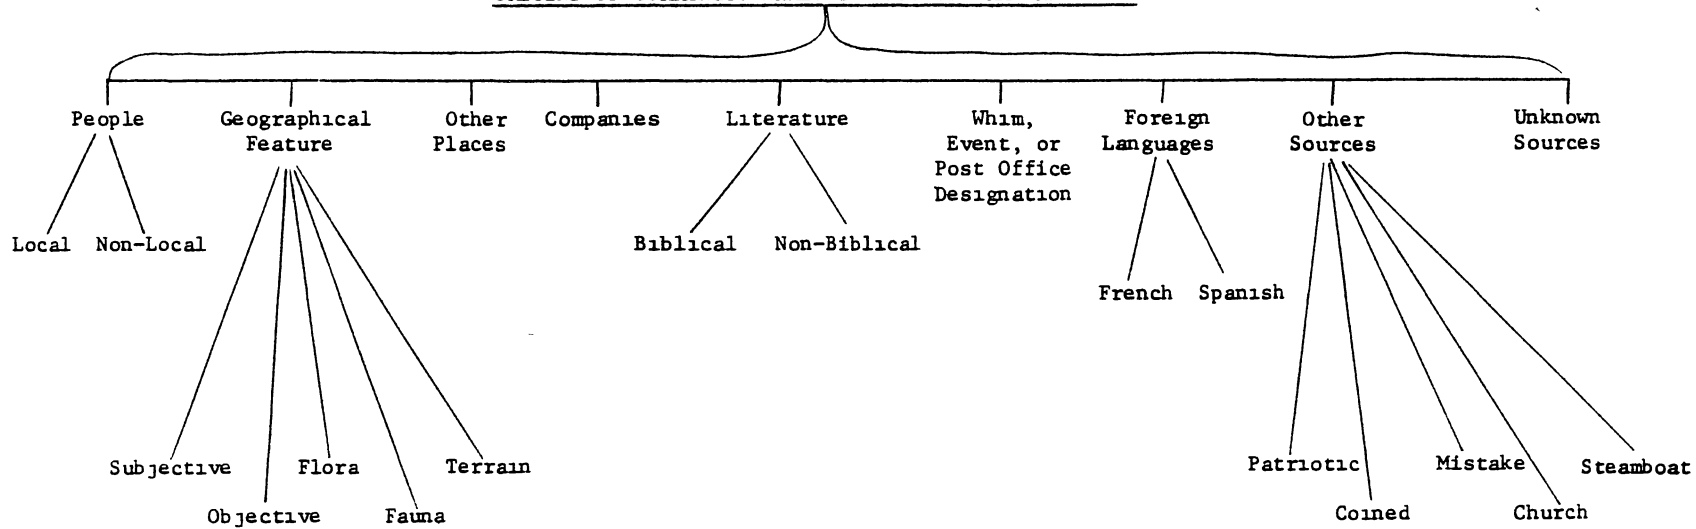 People
Geographical
Feature
Other
Places
Companies
Literature
Whim,
Event, or
Post Office
Designation
Foreign
Languages
Other
Sources
Unknown
Sources
Local
Non-Local
Biblical
Non-Biblical
French
Spanish
Subjective
Flora
Terrain
Objective
Fauna
Patriotic
Mistake
Steamboat
Coined
Church